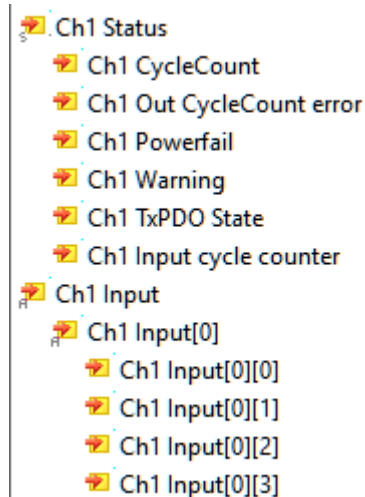 Ch1 Status
Ch1 CycleCount
Ch1 Out CycleCount error
Ch1 Powerfail
Ch1 Warning
Ch1 TxPDO State
Ch1 Input cycle counter
Ch1 Input
Ch1 Input[0]
Ch1 Input[0][0]
Ch1 Input[0][1]
Ch1 Input[0][2]
Ch1 Input[0][3]